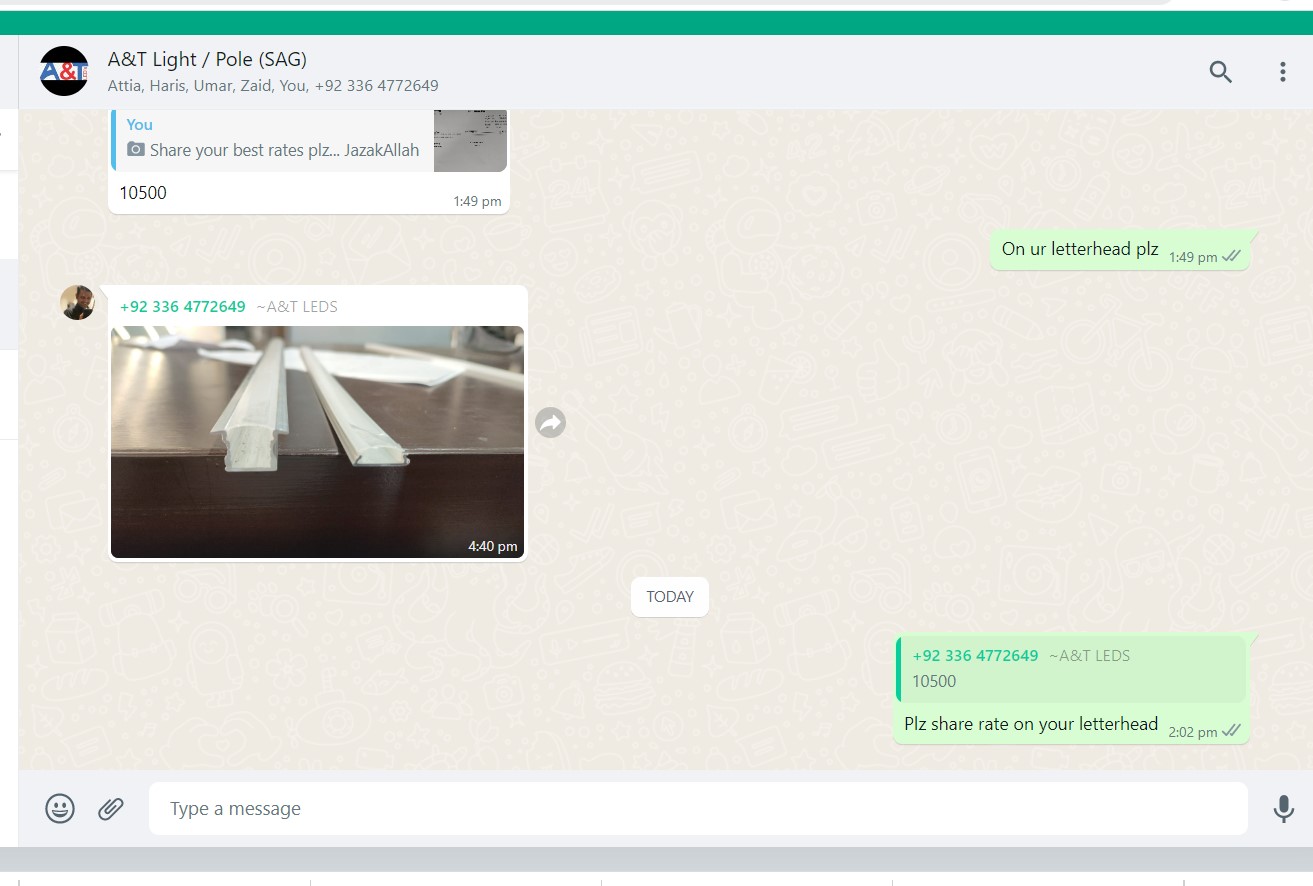 A&T Light / Pole (SAG)
Attia, Haris, Umar, Zaid, You, +92 336 4772649
A&T
You
Share your best rates plz... JazakAllah
10500
1:49 pm
On ur letterhead plz 1:49 pm
+92 336 4772649 ~A&T LEDS
4:40 pm
TODAY
+92 336 4772649 ~A&T LEDS
10500
Plz share rate on your letterhead 2:02 pm
Type a message